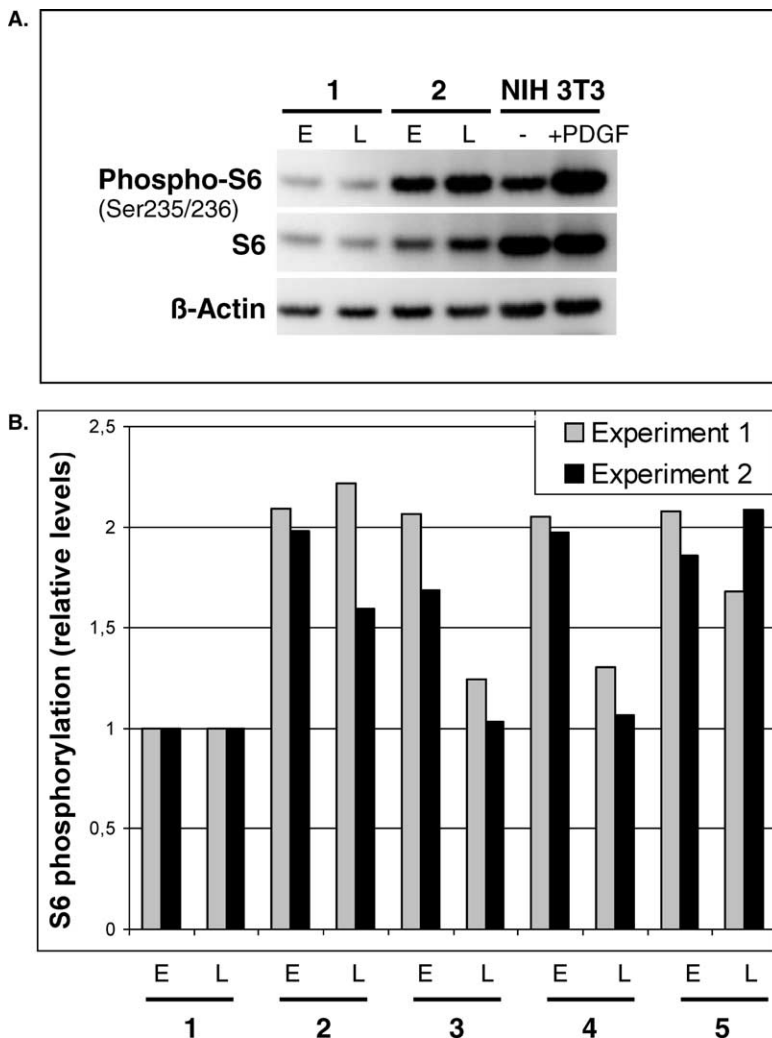 A.
1 2 NIH 3T3
E L E L - +PDGF
Phospho-S6
(Ser235/236)
S6
ß-Actin
B.
S6 phosphorylation (relative levels)
2,5
2
1,5
1
0,5
0
Experiment 1
Experiment 2
E L E L E L E L E L
1 2 3 4 5